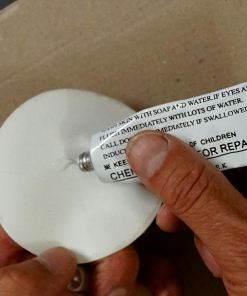 SKIN WITH SOAP AND WATER. IF EYES A
FLUSH IMMEDIATELY WITH LOTS OF WATER.
CALL DO IMMEDIATELY IF SWALLOWE
INDUC
KEE OF CHILDREN
CHE FOR REPA
.K